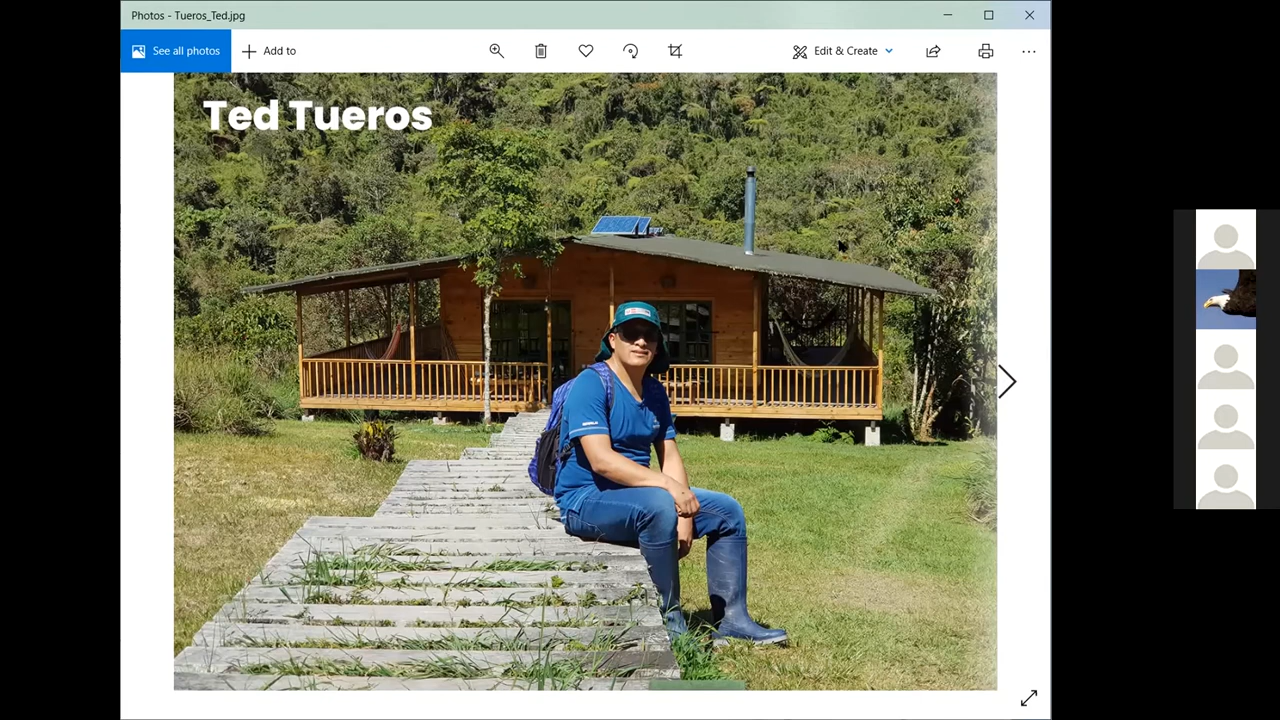 Photos - Tueros_Ted.jpg
See all photos
Add to
Edit & Create
Ted Tueros